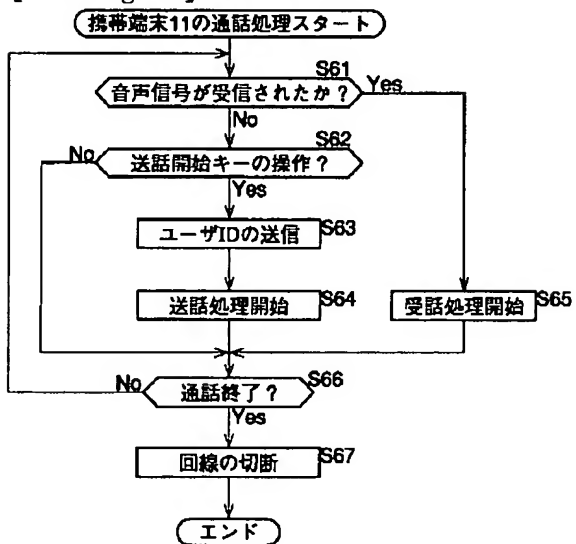 携帯端末11の通話処理スタート
S61
音声信号が受信されたか?
Yes
No
S62
No
送話開始キーの操作?
Yes
ユーザIDの送信
S63
送話処理開始
S64
受話処理開始
S65
No
通話終了?
S66
Yes
回線の切断
S67
エンド